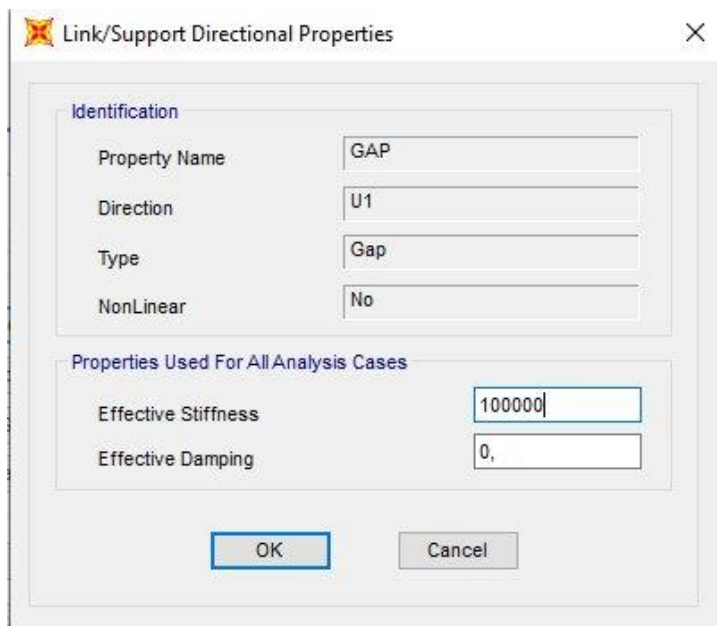 Link/Support Directional Properties
Identification
Property Name GAP
Direction U1
Type Gap
NonLinear No
Properties Used For All Analysis Cases
Effective Stiffness 100000
Effective Damping 0,
OK Cancel